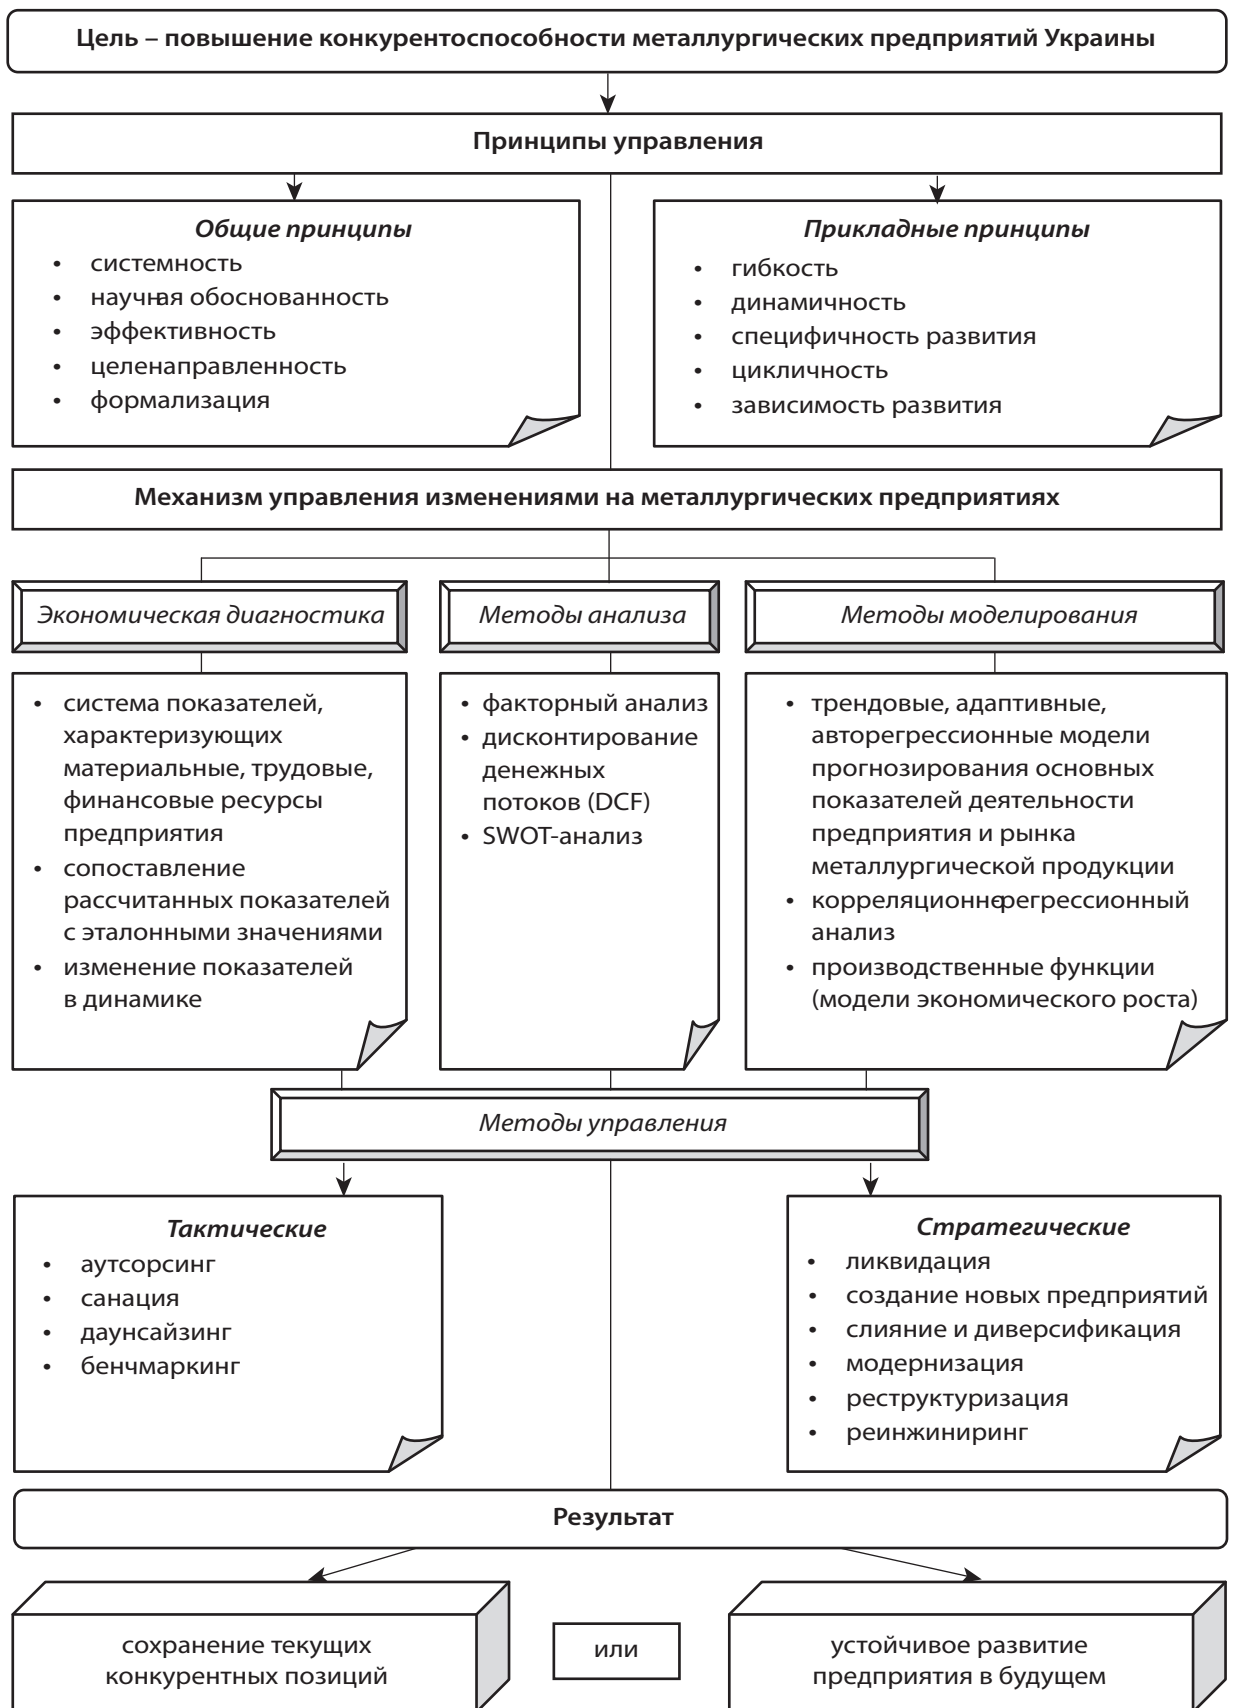 Цель – повышение конкурентоспособности металлургических предприятий Украины
Принципы управления
Общие принципы
• системность
• научная обоснованность
• эффективность
• целенаправленность
• формализация
Прикладные принципы
• гибкость
• динамичность
• специфичность развития
• цикличность
• зависимость развития
Механизм управления изменениями на металлургических предприятиях
Экономическая диагностика
• система показателей,
характеризующих
материальные, трудовые,
финансовые ресурсы
предприятия
• сопоставление
рассчитанных показателей
с эталонными значениями
• изменение показателей
в динамике
Методы анализа
• факторный анализ
• дисконтирование
денежных
потоков (DCF)
• SWOT-анализ
Методы моделирования
• трендовые, адаптивные,
авторегрессионные модели
прогнозирования основных
показателей деятельности
предприятия и рынка
металлургической продукции
• корреляционно-регрессионный
анализ
• производственные функции
(модели экономического роста)
Методы управления
Тактические
• аутсорсинг
• санация
• даунсайзинг
• бенчмаркинг
Стратегические
• ликвидация
• создание новых предприятий
• слияние и диверсификация
• модернизация
• реструктуризация
• реинжиниринг
Результат
сохранение текущих
конкурентных позиций
или
устойчивое развитие
предприятия в будущем